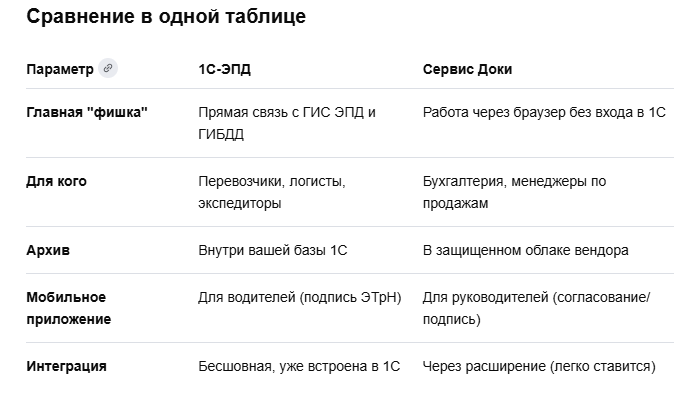 Сравнение в одной таблице
Параметр 1С-ЭПД Сервис Доки
Главная "фишка" Прямая связь с ГИС ЭПД и Работа через браузер без входа в 1С
ГИБДД
Для кого Перевозчики, логисты, Бухгалтерия, менеджеры по
экспедиторы продажам
Архив Внутри вашей базы 1С В защищенном облаке вендора
Мобильное Для водителей (подпись ЭТрН) Для руководителей (согласование/
приложение подпись)
Интеграция Бесшовная, уже встроена в 1С Через расширение (легко ставится)